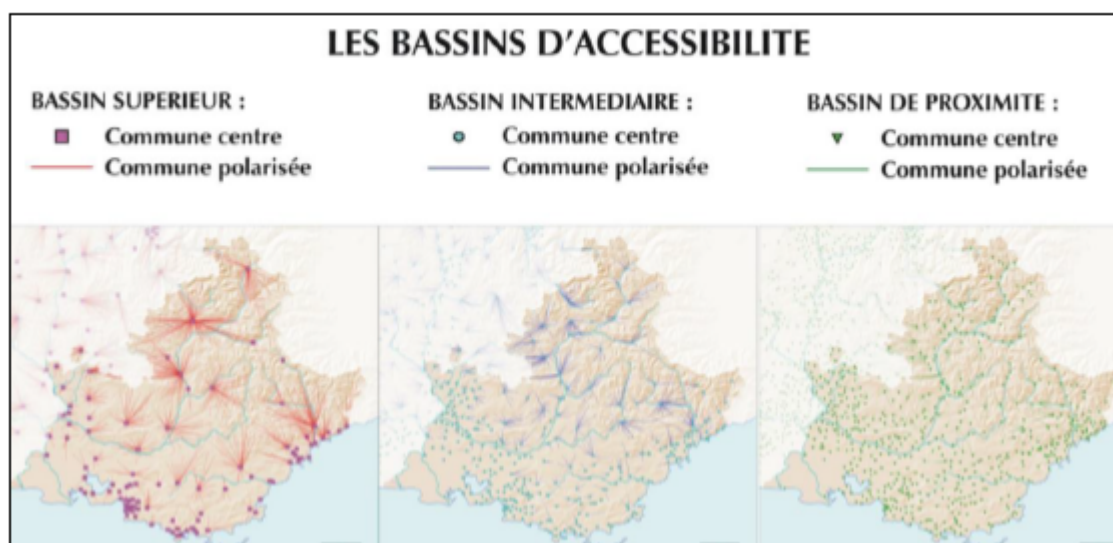 LES BASSINS D'ACCESSIBILITE
BASSIN SUPERIEUR :
Commune centre
Commune polarisée
BASSIN INTERMEDIAIRE :
Commune centre
Commune polarisée
BASSIN DE PROXIMITE :
Commune centre
Commune polarisée